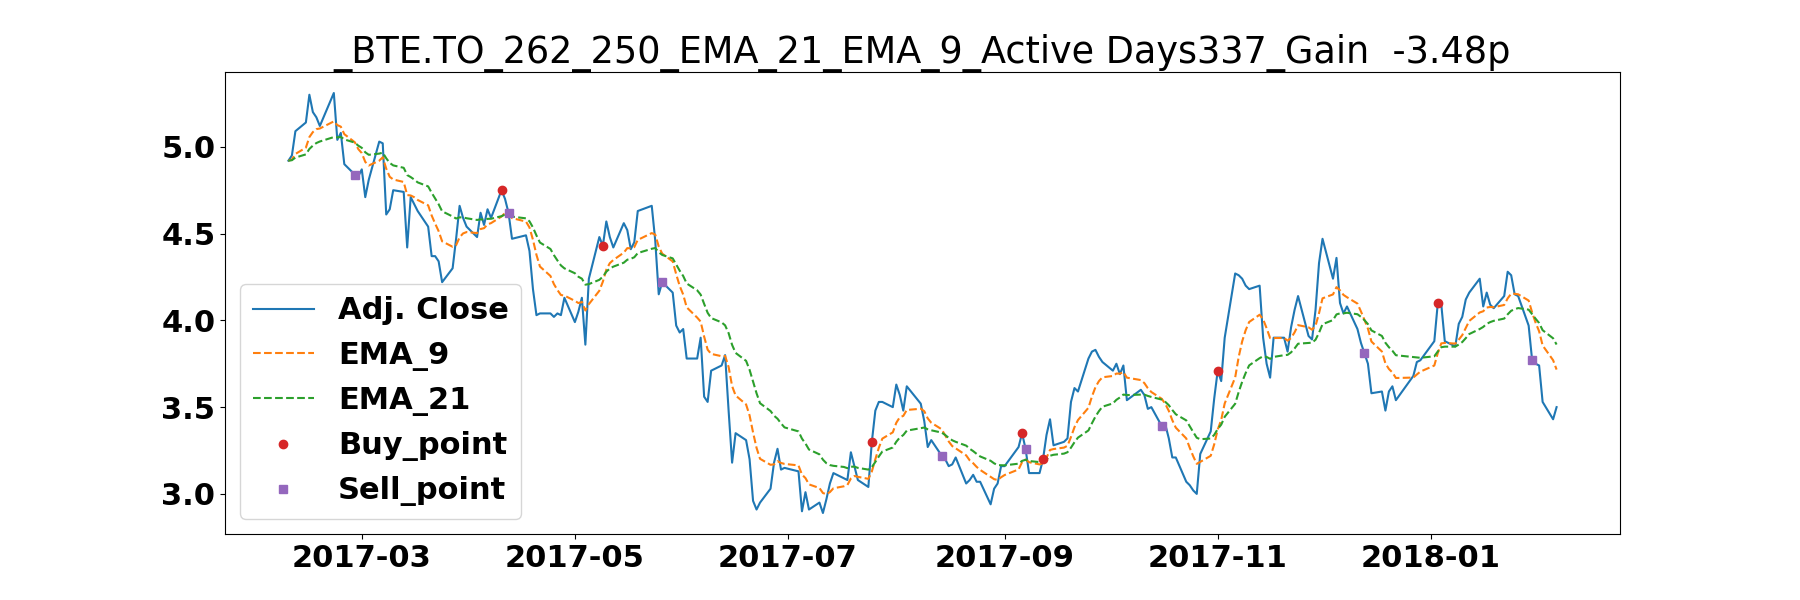 _BTE.TO_262_250_EMA_21_EMA_9_Active Days337_Gain  -3.48p
5.0
4.5
4.0
3.5
3.0
Adj. Close
EMA_9
EMA_21
Buy_point
Sell_point
2017-03 2017-05 2017-07 2017-09 2017-11 2018-01